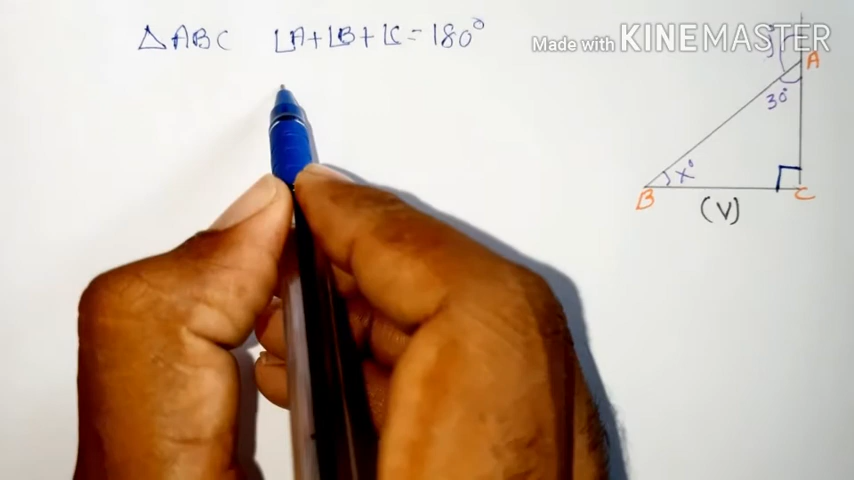 △ABC ∠A+∠B+∠C=180°
Made with KINEMASTER
y°
A
30°
x°
B
C
(V)